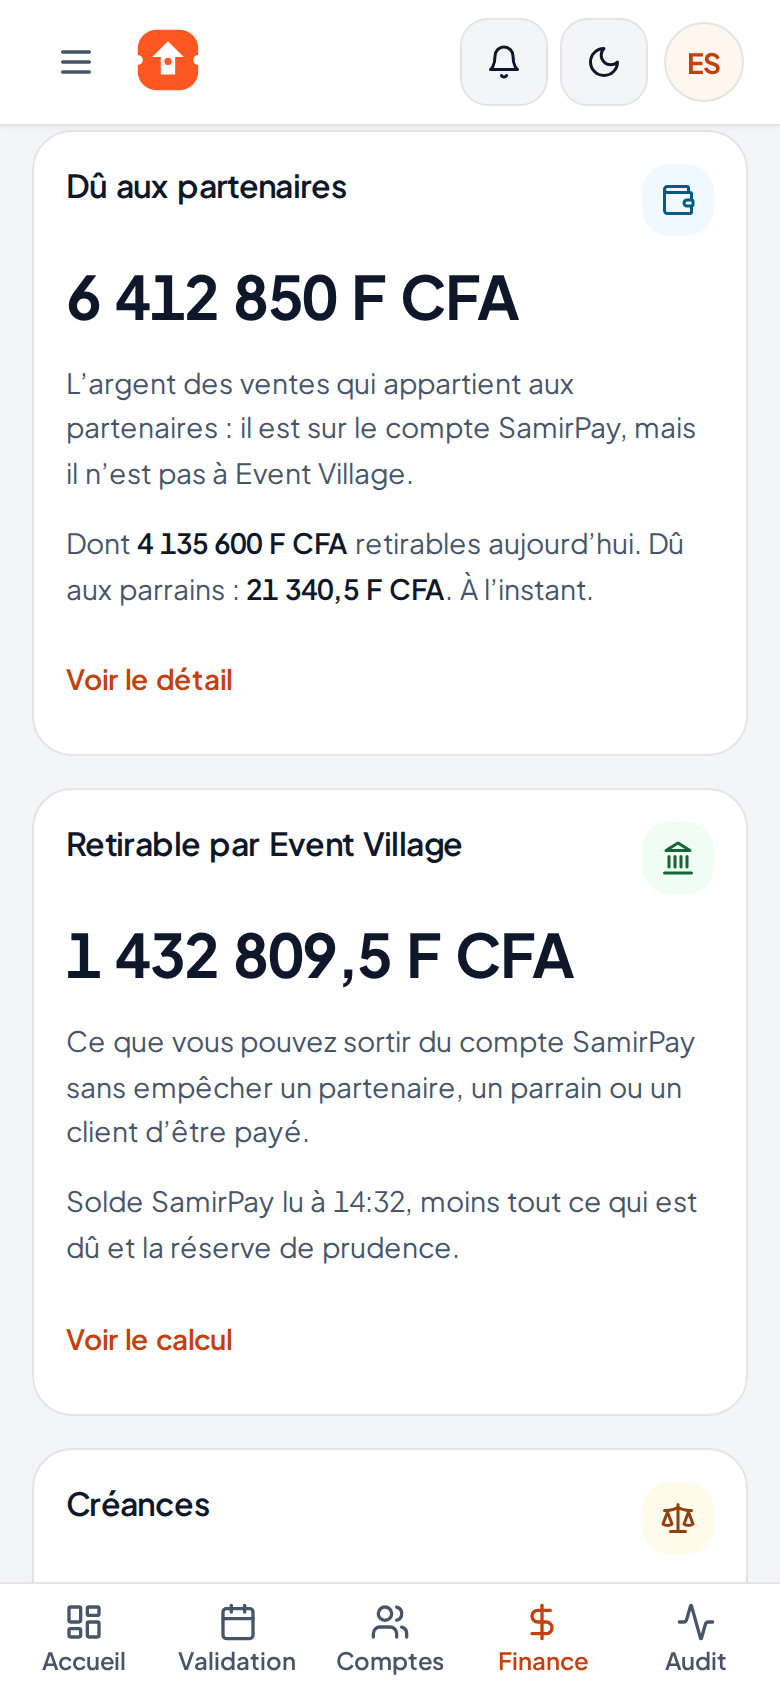 ES
Dû aux partenaires
6 412 850 F CFA
L’argent des ventes qui appartient aux
partenaires : il est sur le compte SamirPay, mais
il n’est pas à Event Village.
Dont 4 135 600 F CFA retirables aujourd’hui. Dû
aux parrains : 21 340,5 F CFA. À l’instant.
Voir le détail
Retirable par Event Village
1 432 809,5 F CFA
Ce que vous pouvez sortir du compte SamirPay
sans empêcher un partenaire, un parrain ou un
client d’être payé.
Solde SamirPay lu à 14:32, moins tout ce qui est
dû et la réserve de prudence.
Voir le calcul
Créances
Accueil Validation Comptes Finance Audit